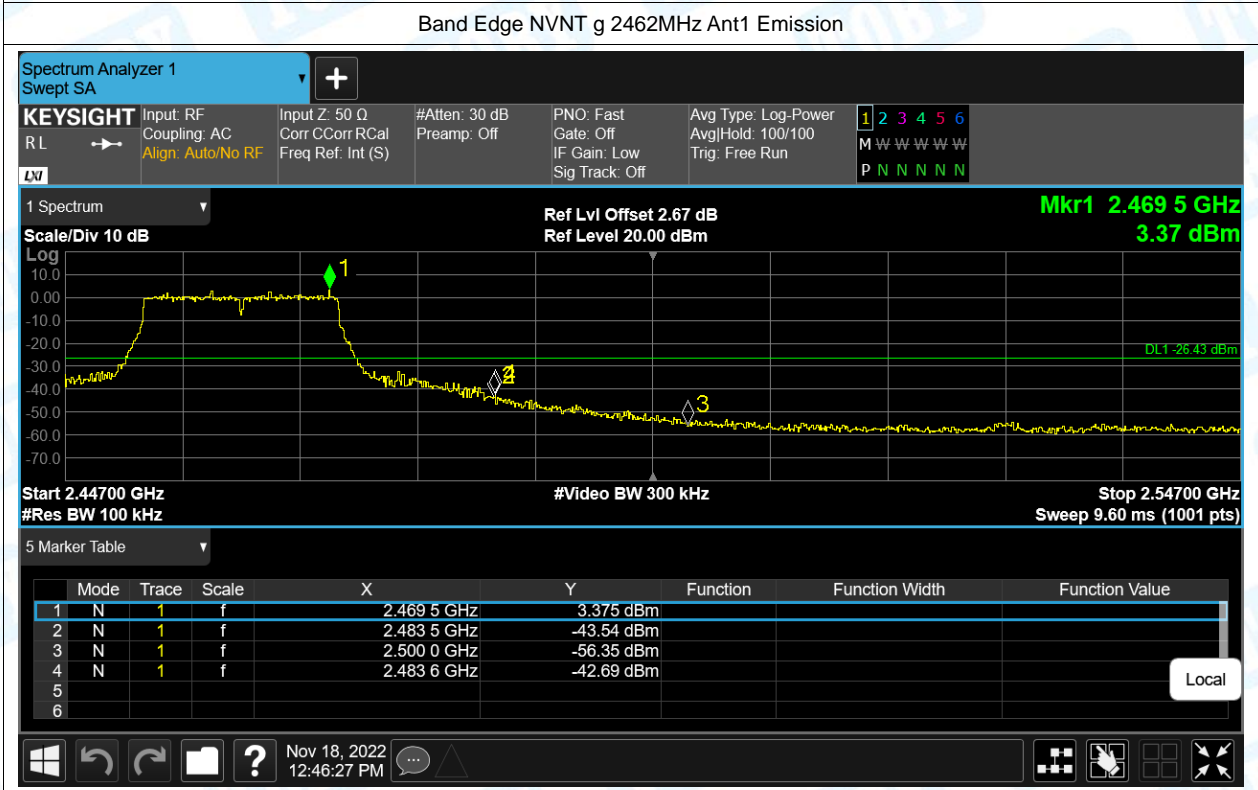 Band Edge NVNT g 2462MHz Ant1 Emission
Spectrum Analyzer 1
Swept SA
KEYSIGHT Input: RF Input Z: 50 Ω #Atten: 30 dB PNO: Fast Avg Type: Log-Power 1 2 3 4 5 6
R L Coupling: AC Corr CCorr RCal Preamp: Off Gate: Off Avg|Hold: 100/100 M W W W W W
Align: Auto/No RF Freq Ref: Int (S) IF Gain: Low Trig: Free Run
LXI Sig Track: Off P N N N N N
1 Spectrum Ref Lvl Offset 2.67 dB Mkr1 2.469 5 GHz
Scale/Div 10 dB Ref Level 20.00 dBm 3.37 dBm
Log
10.0 1
0.00
-10.0
-20.0
DL1 -26.43 dBm
-30.0
-40.0 2 4
-50.0 3
-60.0
-70.0
Start 2.44700 GHz #Video BW 300 kHz Stop 2.54700 GHz
#Res BW 100 kHz Sweep 9.60 ms (1001 pts)
5 Marker Table
Mode Trace Scale X Y Function Function Width Function Value
1 N 1 f 2.469 5 GHz 3.375 dBm
2 N 1 f 2.483 5 GHz -43.54 dBm
3 N 1 f 2.500 0 GHz -56.35 dBm
4 N 1 f 2.483 6 GHz -42.69 dBm
5
6
Local
? Nov 18, 2022
12:46:27 PM